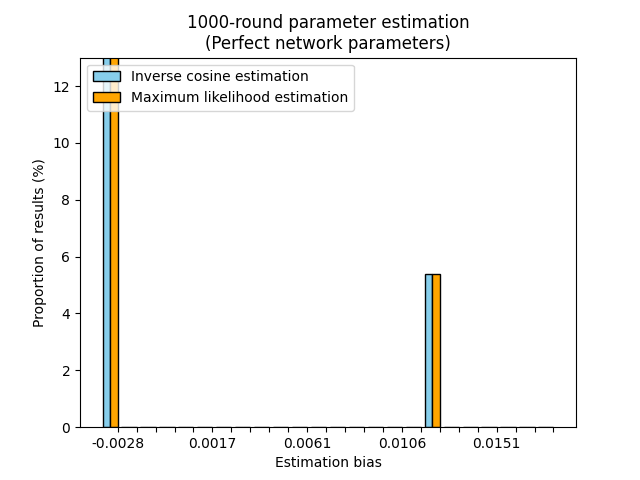 1000-round parameter estimation
(Perfect network parameters)
Inverse cosine estimation
Maximum likelihood estimation
Proportion of results (%)
12
10
8
6
4
2
0
-0.0028 0.0017 0.0061 0.0106 0.0151
Estimation bias